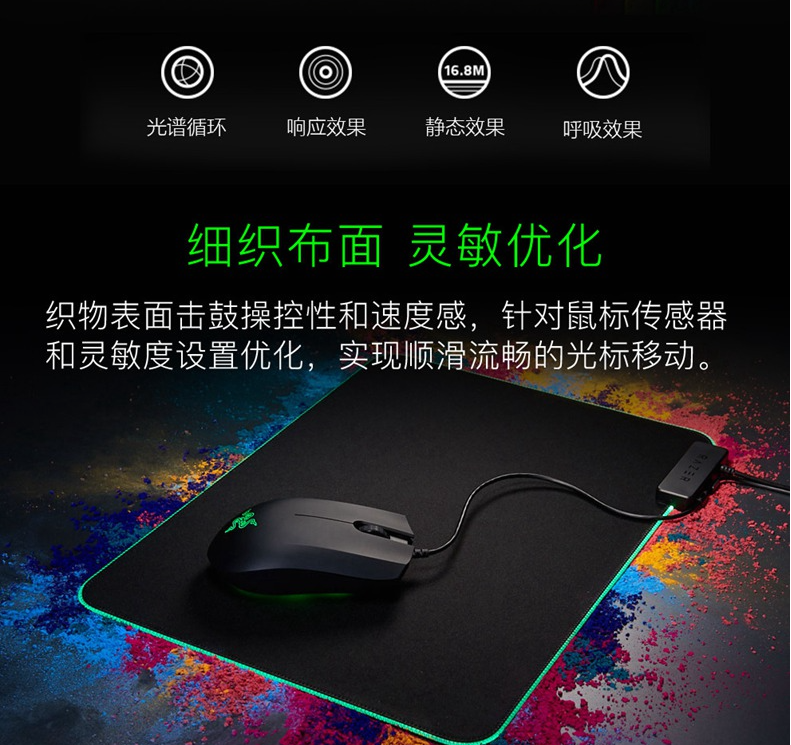 16.8M
光谱循环 响应效果 静态效果 呼吸效果
细织布面 灵敏优化
织物表面击鼓操控性和速度感，针对鼠标传感器
和灵敏度设置优化，实现顺滑流畅的光标移动。
RAZER